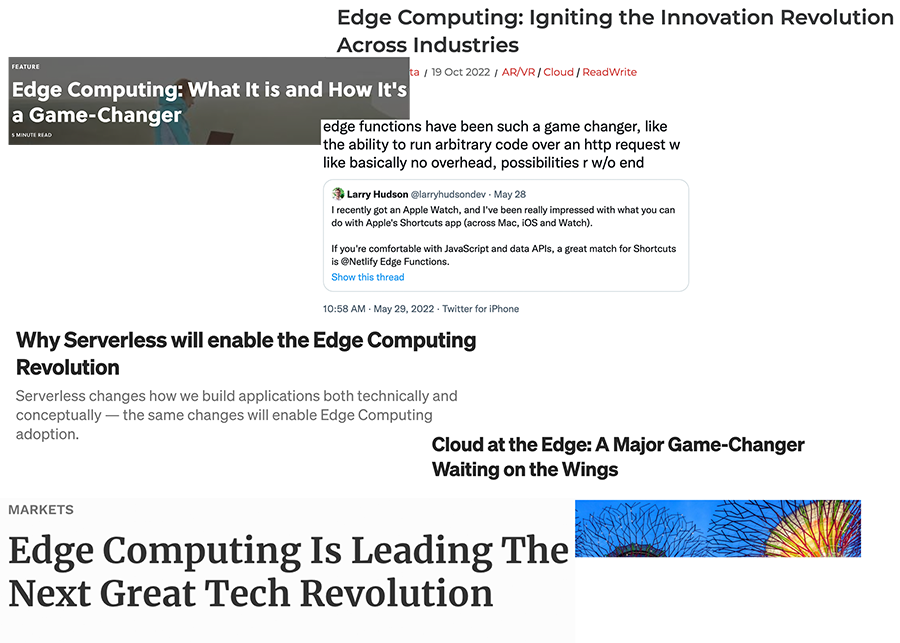 Edge Computing: Igniting the Innovation Revolution
Across Industries
ta / 19 Oct 2022 / AR/VR / Cloud / ReadWrite
FEATURE
Edge Computing: What It is and How It's
a Game-Changer
5 MINUTE READ
edge functions have been such a game changer, like
the ability to run arbitrary code over an http request w
like basically no overhead, possibilities r w/o end
Larry Hudson @larryhudsondev · May 28
I recently got an Apple Watch, and I've been really impressed with what you can
do with Apple's Shortcuts app (across Mac, iOS and Watch).
If you're comfortable with JavaScript and data APIs, a great match for Shortcuts
is @Netlify Edge Functions.
Show this thread
10:58 AM · May 29, 2022 · Twitter for iPhone
Why Serverless will enable the Edge Computing
Revolution
Serverless changes how we build applications both technically and
conceptually — the same changes will enable Edge Computing
adoption.
Cloud at the Edge: A Major Game-Changer
Waiting on the Wings
MARKETS
Edge Computing Is Leading The
Next Great Tech Revolution